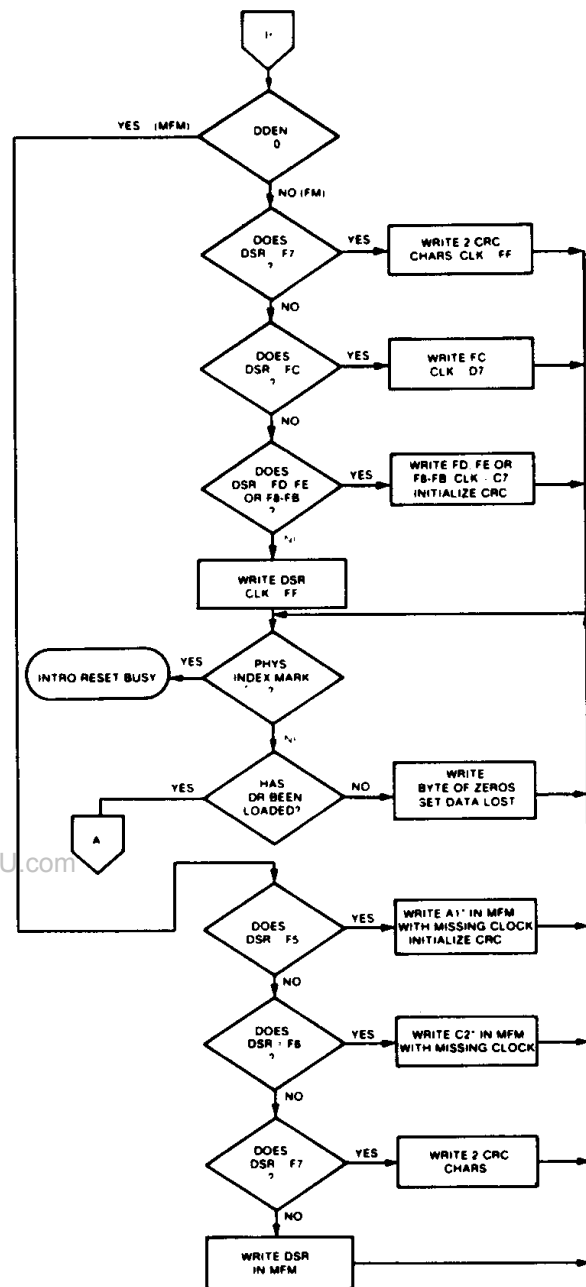 YES (MFM)
DDEN
0
NO (FM)
DOES
DSR F7
?
YES
WRITE 2 CRC
CHARS CLK FF
NO
DOES
DSR FC
?
YES
WRITE FC
CLK D7
NO
DOES
DSR FD FE
OR F8-FB
?
YES
WRITE FD, FE OR
F8-FB CLK - C7
INITIALIZE CRC
WRITE DSR
CLK FF
PHYS
INDEX MARK
?
YES
INTRO RESET BUSY
HAS
DR BEEN
LOADED?
YES
A
NO
WRITE
BYTE OF ZEROS
SET DATA LOST
U.com
DOES
DSR F5
YES
WRITE A1* IN MFM
WITH MISSING CLOCK
INITIALIZE CRC
NO
DOES
DSR F6
?
YES
WRITE C2* IN MFM
WITH MISSING CLOCK
NO
DOES
DSR F7
?
YES
WRITE 2 CRC
CHARS
NO
WRITE DSR
IN MFM